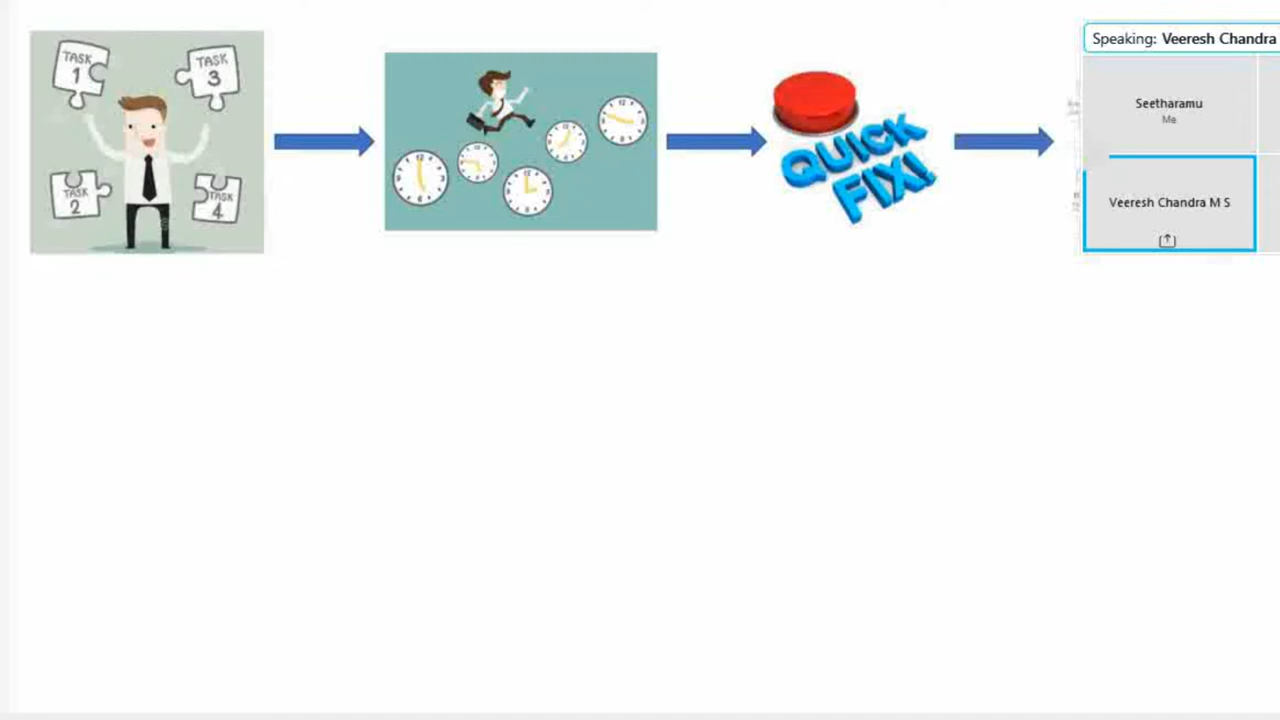 TASK
1
TASK
3
TASK
2
TASK
4
QUICK
FIX!
Speaking: Veeresh Chandra
Seetharamu
Me
Veeresh Chandra M S